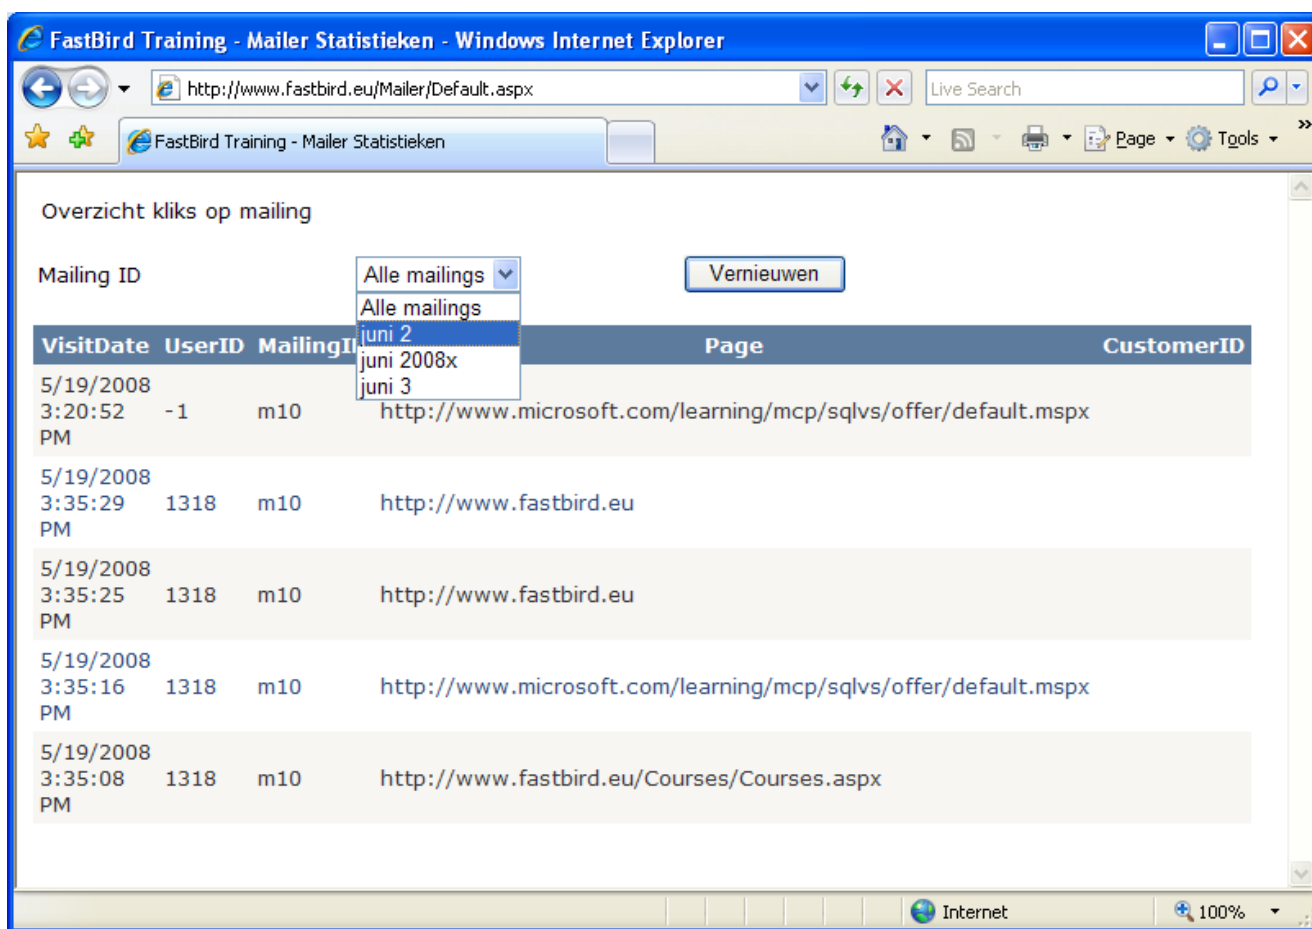 FastBird Training - Mailer Statistieken - Windows Internet Explorer
http://www.fastbird.eu/Mailer/Default.aspx
Live Search
FastBird Training - Mailer Statistieken
Page
Tools
Overzicht kliks op mailing
Mailing ID
Alle mailings
Vernieuwen
Alle mailings
juni 2
juni 2008x
juni 3
VisitDate UserID MailingI Page CustomerID
5/19/2008
3:20:52 -1 m10 http://www.microsoft.com/learning/mcp/sqlvs/offer/default.mspx
PM
5/19/2008
3:35:29 1318 m10 http://www.fastbird.eu
PM
5/19/2008
3:35:25 1318 m10 http://www.fastbird.eu
PM
5/19/2008
3:35:16 1318 m10 http://www.microsoft.com/learning/mcp/sqlvs/offer/default.mspx
PM
5/19/2008
3:35:08 1318 m10 http://www.fastbird.eu/Courses/Courses.aspx
PM
Internet 100%